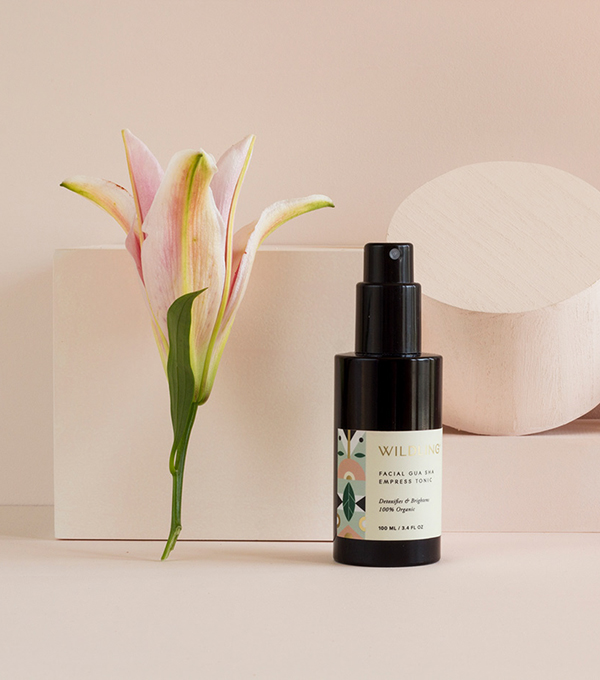 WILDLING
FACIAL GUA SHA
EMPRESS TONIC
Detoxifies & Brightens
100% Organic
100 ML / 3.4 FL OZ